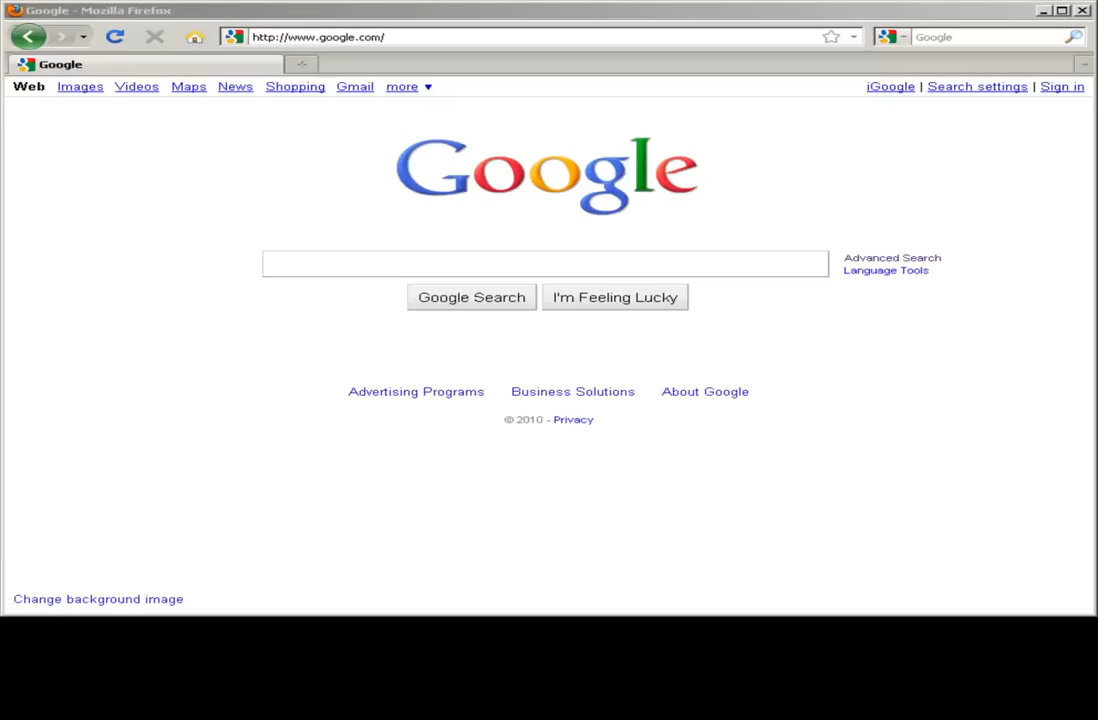 Google - Mozilla Firefox
http://www.google.com/
Google
Google
Web Images Videos Maps News Shopping Gmail more ▼
iGoogle | Search settings | Sign in
Google
Advanced Search
Language Tools
Google Search I'm Feeling Lucky
Advertising Programs Business Solutions About Google
© 2010 - Privacy
Change background image